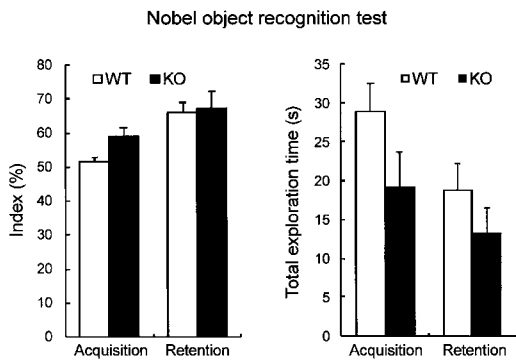 Nobel object recognition test
Index (%)
80
70
60
50
40
30
20
10
0
WT KO
Acquisition Retention
Total exploration time (s)
35
30
25
20
15
10
5
0
WT KO
Acquisition Retention